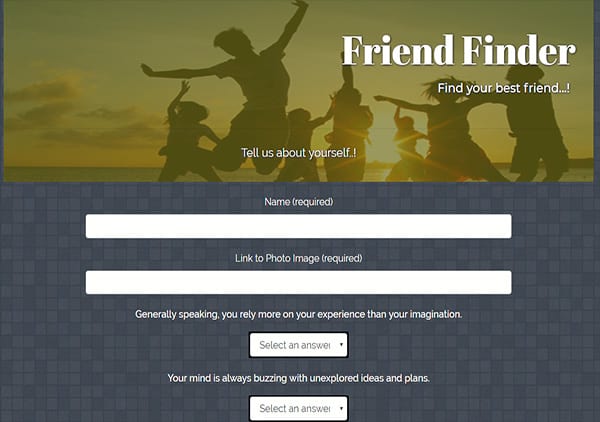 Friend Finder
Find your best friend...!
Tell us about yourself..!
Name (required)
Link to Photo Image (required)
Generally speaking, you rely more on your experience than your imagination.
Select an answer
Your mind is always buzzing with unexplored ideas and plans.
Select an answer